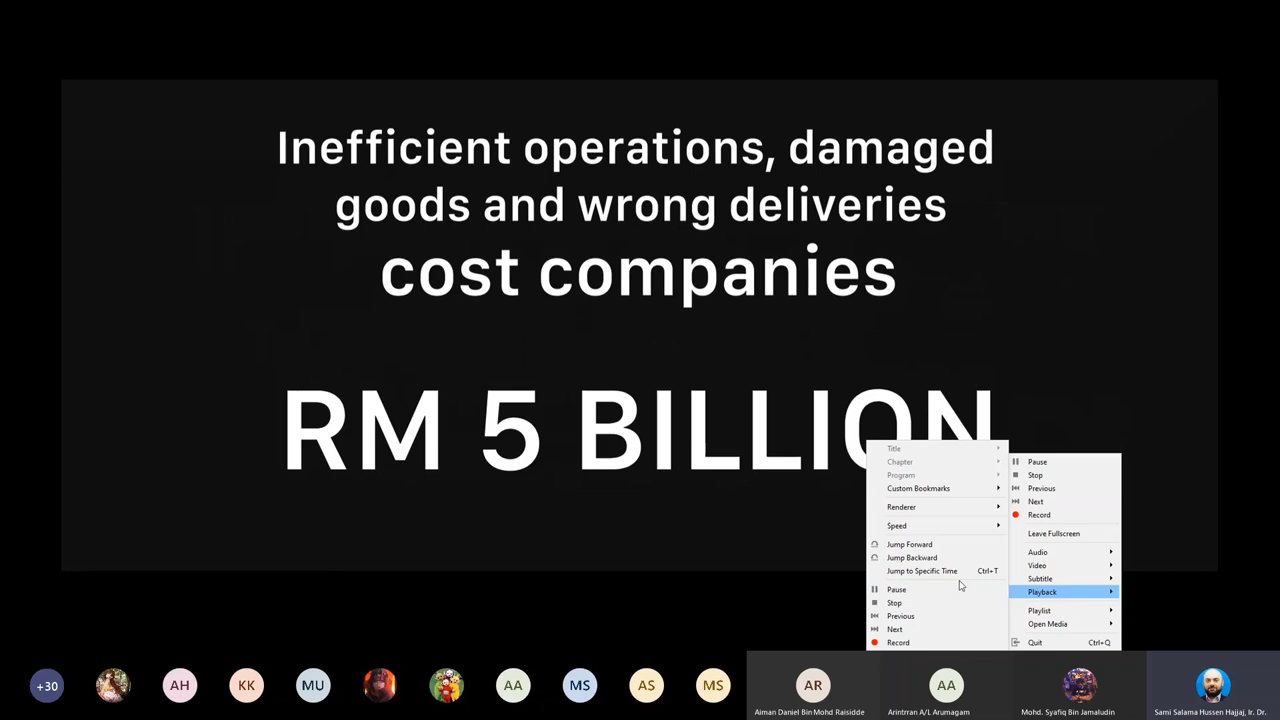 Inefficient operations, damaged
goods and wrong deliveries
cost companies
RM 5 BILLION
Title
Chapter
Program
Custom Bookmarks
Renderer
Speed
Jump Forward
Jump Backward
Jump to Specific Time Ctrl+T
Pause
Stop
Previous
Next
Record
Pause
Stop
Previous
Next
Record
Leave Fullscreen
Audio
Video
Subtitle
Playback
Playlist
Open Media
Quit Ctrl+Q
+30
AH
KK
MU
AA
MS
AS
MS
AR
AA
Aiman Daniel Bin Mohd Raisidde
Arintrran A/L Arumagam
Mohd. Syafiq Bin Jamaludin
Sami Salama Hussen Hajjaj, Ir. Dr.